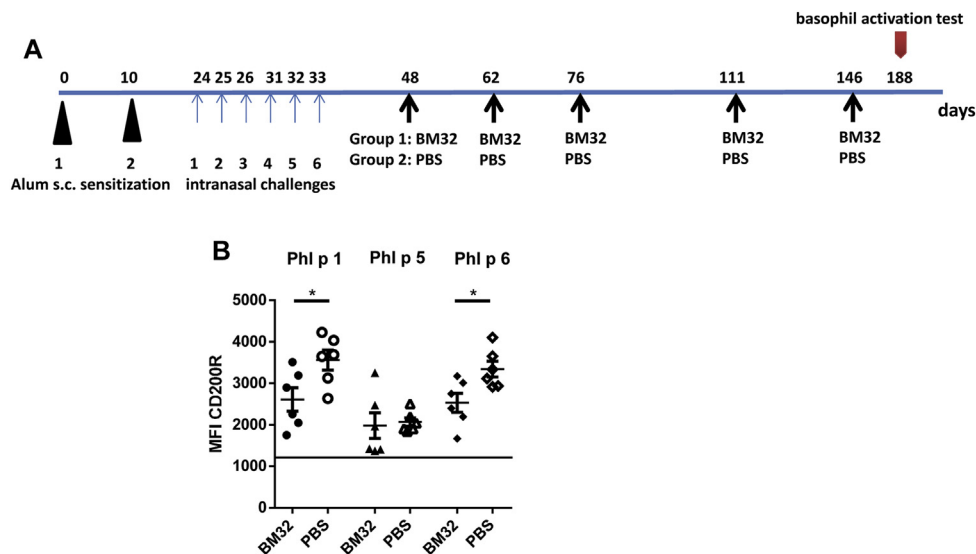 basophil activation test
A
0 10 24 25 26 31 32 33 48 62 76 111 146 188
days
Group 1: BM32 BM32 BM32 BM32 BM32
Group 2: PBS PBS PBS PBS PBS
1 2 1 2 3 4 5 6
Alum s.c. sensitization intranasal challenges
B
Phl p 1 Phl p 5 Phl p 6
* *
5000
4000
3000
2000
1000
0
MFI CD200R
BM32 PBS BM32 PBS BM32 PBS